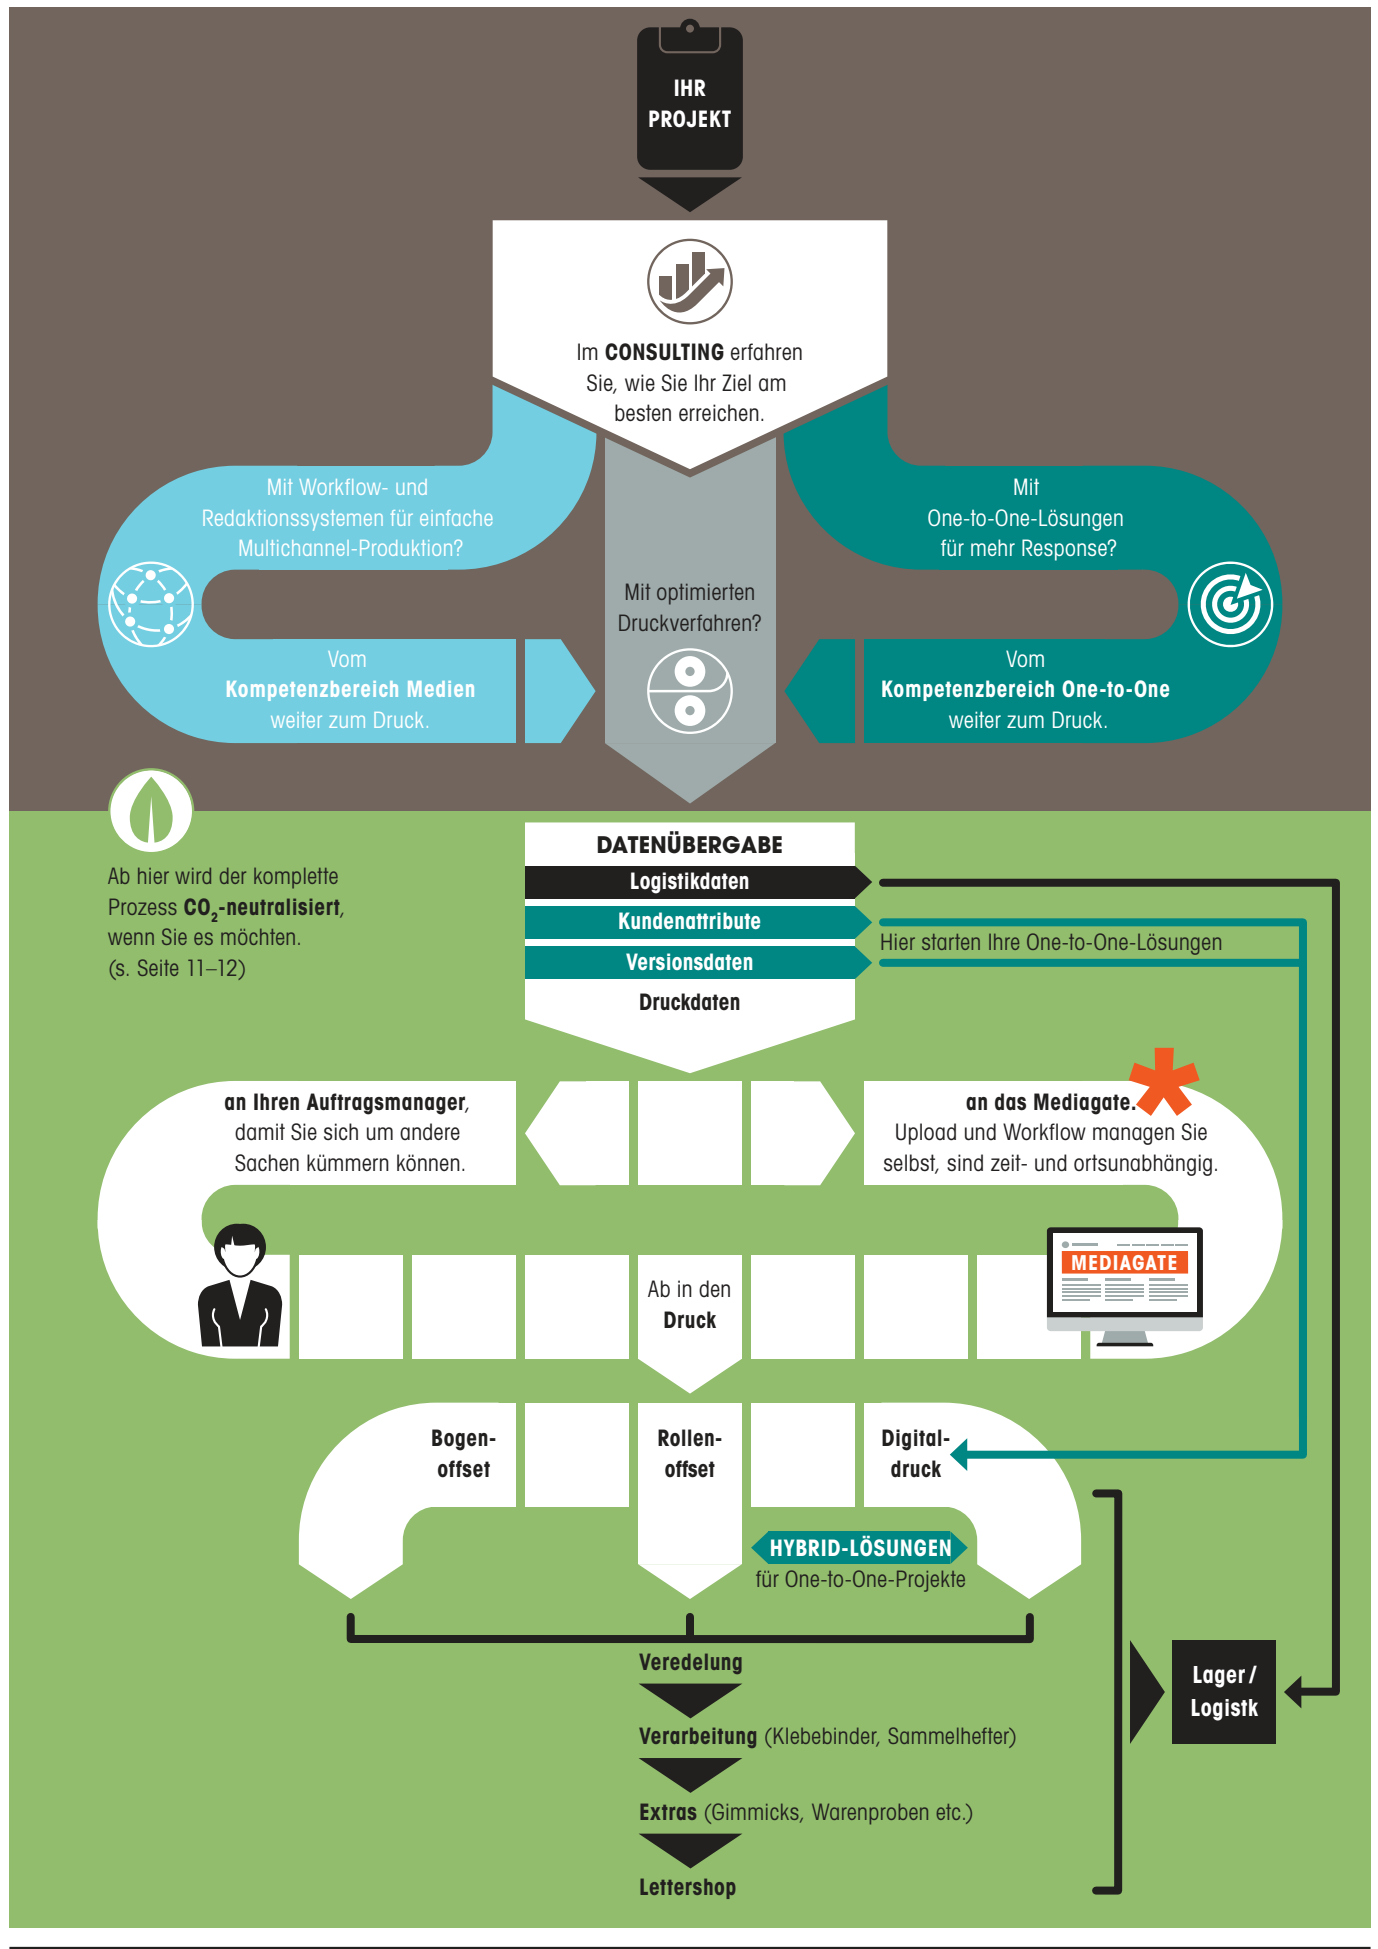 IHR
PROJEKT
Im CONSULTING erfahren
Sie, wie Sie Ihr Ziel am
besten erreichen.
Mit Workflow- und
Redaktionssystemen für einfache
Multichannel-Produktion?
Mit
One-to-One-Lösungen
für mehr Response?
Mit optimierten
Druckverfahren?
Vom
Kompetenzbereich Medien
weiter zum Druck.
Vom
Kompetenzbereich One-to-One
weiter zum Druck.
Ab hier wird der komplette
Prozess CO₂-neutralisiert,
wenn Sie es möchten.
(s. Seite 11–12)
DATENÜBERGABE
Logistikdaten
Kundenattribute
Versionsdaten
Druckdaten
Hier starten Ihre One-to-One-Lösungen
an Ihren Auftragsmanager,
damit Sie sich um andere
Sachen kümmern können.
an das Mediagate.
Upload und Workflow managen Sie
selbst, sind zeit- und ortsunabhängig.
MEDIAGATE
Ab in den
Druck
Bogen-
offset
Rollen-
offset
Digital-
druck
HYBRID-LÖSUNGEN
für One-to-One-Projekte
Veredelung
Verarbeitung (Klebebinder, Sammelhefter)
Extras (Gimmicks, Warenproben etc.)
Lettershop
Lager /
Logistk